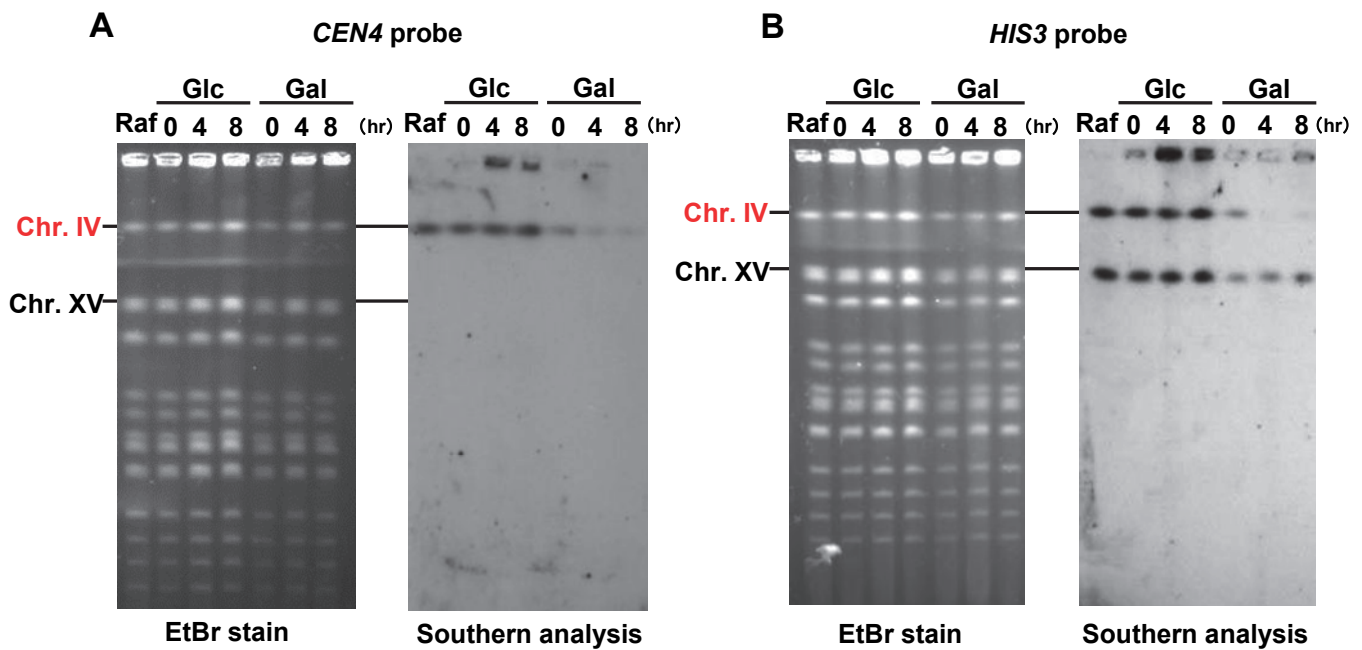 A
CEN4 probe
Glc Gal
Raf 0 4 8 0 4 8 (hr)
Glc Gal
Raf 0 4 8 0 4 8 (hr)
Chr. IV
Chr. XV
EtBr stain
Southern analysis
B
HIS3 probe
Glc Gal
Raf 0 4 8 0 4 8 (hr)
Glc Gal
Raf 0 4 8 0 4 8 (hr)
Chr. IV
Chr. XV
EtBr stain
Southern analysis